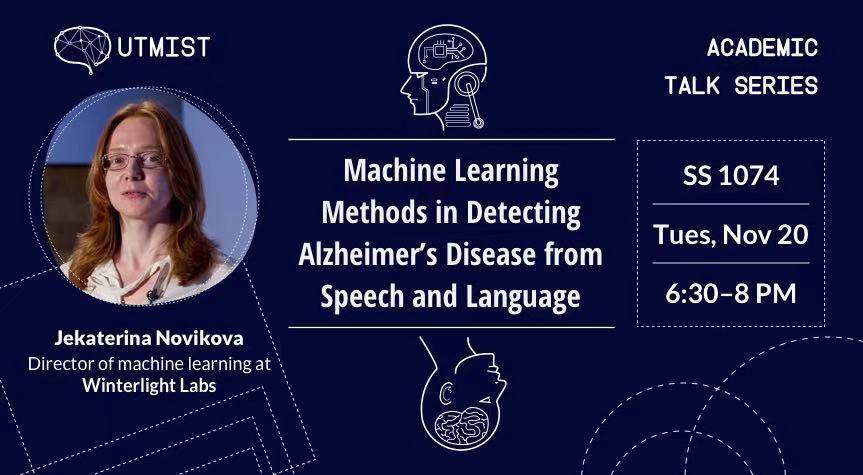 UTMIST
ACADEMIC
TALK SERIES
Machine Learning
Methods in Detecting
Alzheimer’s Disease from
Speech and Language
SS 1074
Tues, Nov 20
6:30–8 PM
Jekaterina Novikova
Director of machine learning at
Winterlight Labs